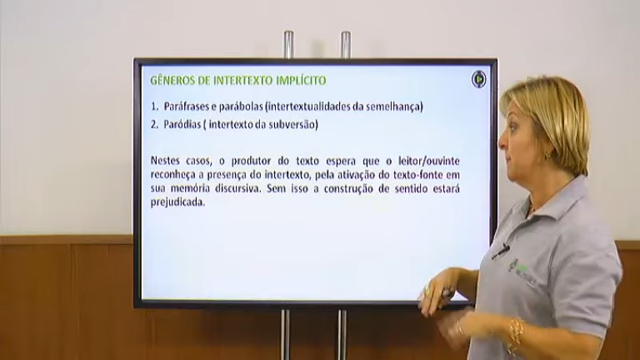 GÊNEROS DE INTERTEXTO IMPLÍCITO
1. Paráfrases e parábolas (intertextualidades da semelhança)
2. Paródias ( intertexto da subversão)
Nestes casos, o produtor do texto espera que o leitor/ouvinte
reconheça a presença do intertexto, pela ativação do texto-fonte em
sua memória discursiva. Sem isso a construção de sentido estará
prejudicada.